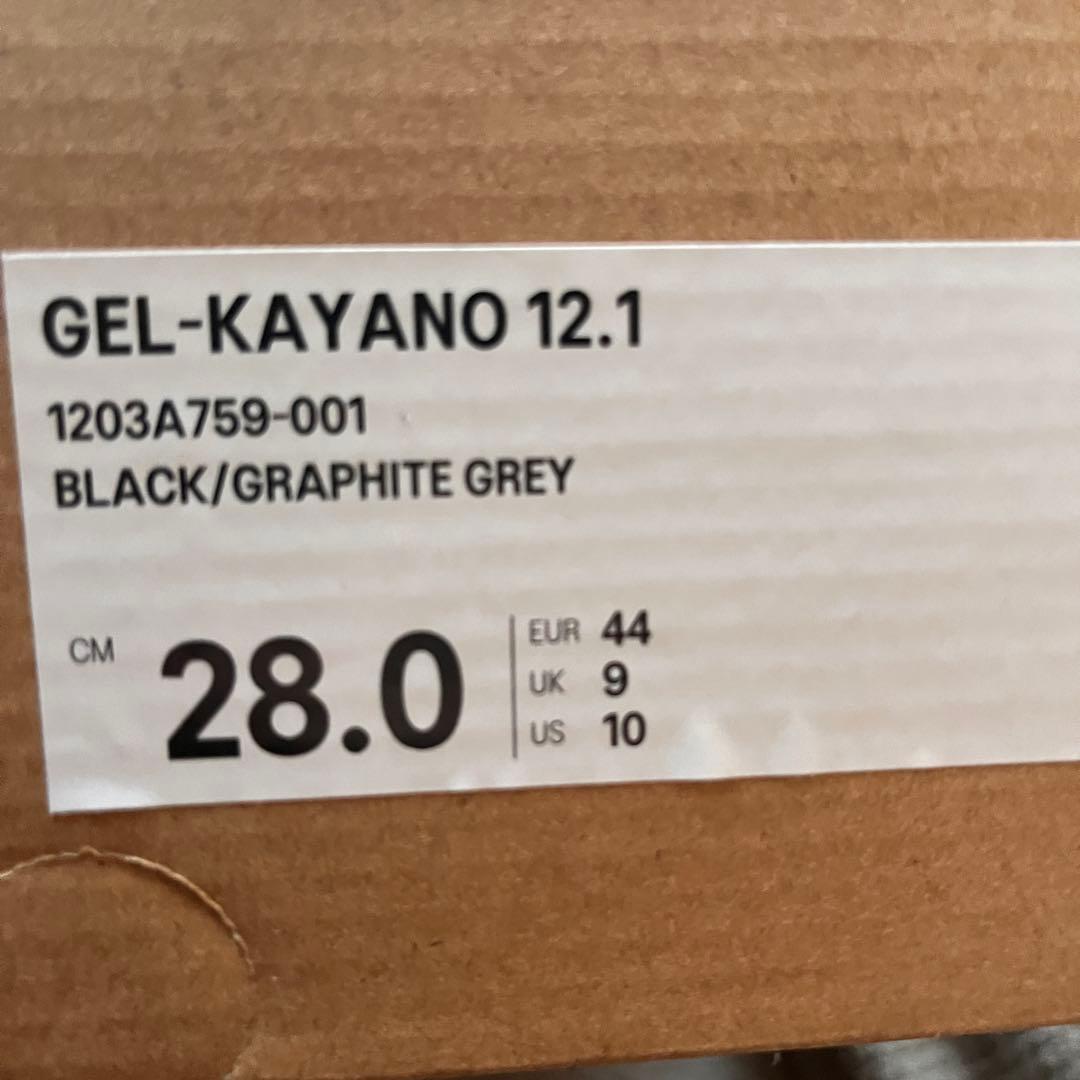 GEL-KAYANO 12.1
1203A759-001
BLACK/GRAPHITE GREY
CM 28.0
EUR 44
UK 9
US 10